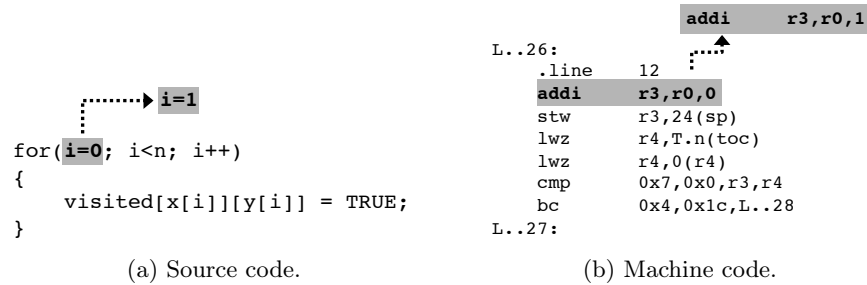 i=1
for(i=0; i<n; i++)
{
visited[x[i]][y[i]] = TRUE;
}
(a) Source code.
addi r3,r0,1
L..26:
.line 12
addi r3,r0,0
stw r3,24(sp)
lwz r4,T.n(toc)
lwz r4,0(r4)
cmp 0x7,0x0,r3,r4
bc 0x4,0x1c,L..28
L..27:
(b) Machine code.